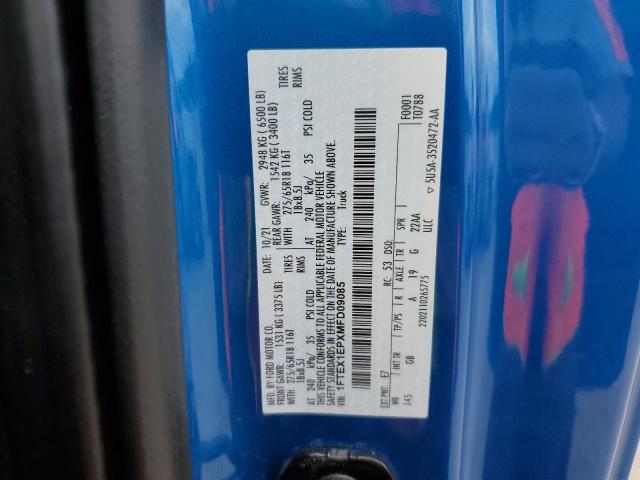 MFD. BY FORD MOTOR CO.
DATE: 10/21 GVWR: 2948 KG ( 6500 LB)
FRONT GAWR: 1531 KG ( 3375 LB) REAR GAWR: 1542 KG ( 3400 LB)
WITH 275/65R18 116T TIRES WITH 275/65R18 116T TIRES
18x8.5J RIMS 18x8.5J RIMS
AT 240 kPa/ 35 PSI COLD AT 240 kPa/ 35 PSI COLD
THIS VEHICLE CONFORMS TO ALL APPLICABLE FEDERAL MOTOR VEHICLE
SAFETY STANDARDS IN EFFECT ON THE DATE OF MANUFACTURE SHOWN ABOVE.
VIN: 1FTEX1EPXMFD09085
TYPE: Truck
F0001
T0788
EXT PNT: E7 RC: 53 DSO:
WB INT TR TP/PS R AXLE TR SPR
145 GB A 19 G 22AA
ULC
2202110265775
5U5A-3520472-AA